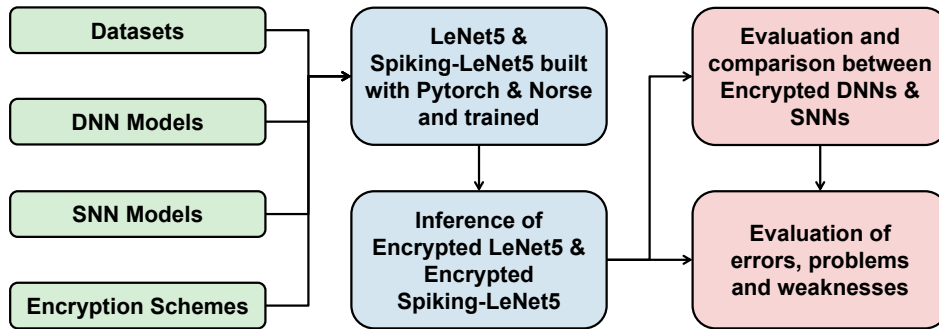 Datasets
DNN Models
SNN Models
Encryption Schemes
LeNet5 &
Spiking-LeNet5 built
with Pytorch & Norse
and trained
Inference of
Encrypted LeNet5 &
Encrypted
Spiking-LeNet5
Evaluation and
comparison between
Encrypted DNNs &
SNNs
Evaluation of
errors, problems
and weaknesses